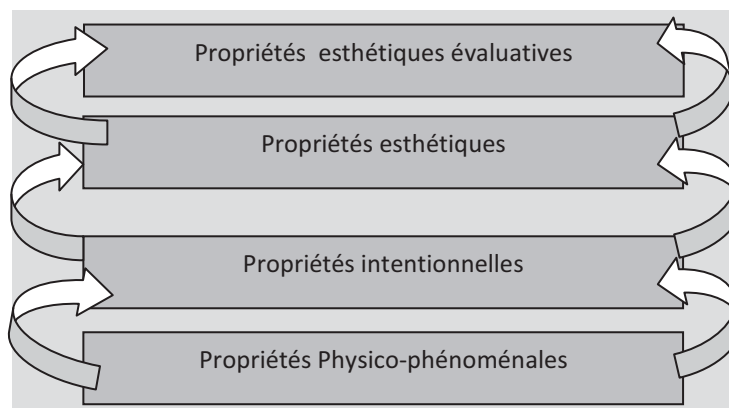 Propriétés esthétiques évaluatives
Propriétés esthétiques
Propriétés intentionnelles
Propriétés Physico-phénoménales